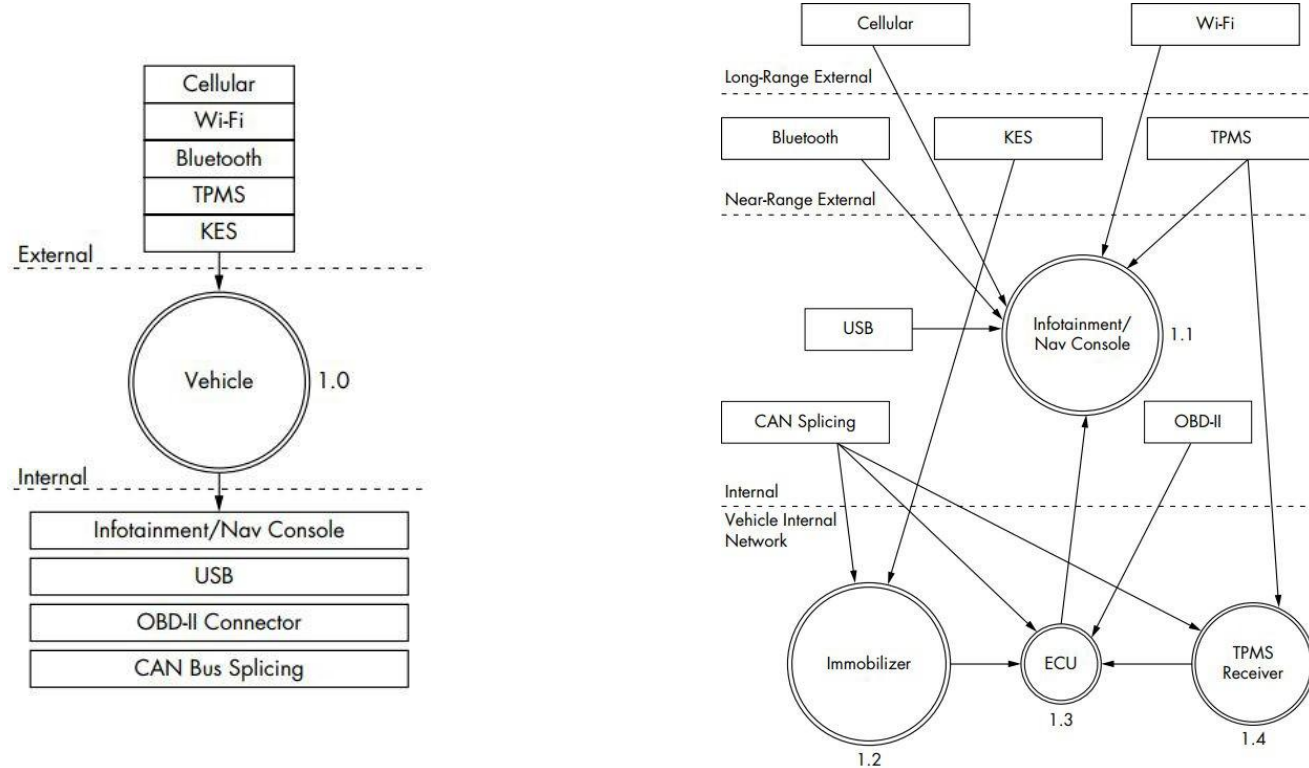 Cellular
Wi-Fi
Bluetooth
TPMS
KES
External
Vehicle
1.0
Internal
Infotainment/Nav Console
USB
OBD-II Connector
CAN Bus Splicing
Cellular
Wi-Fi
Long-Range External
Bluetooth
KES
TPMS
Near-Range External
USB
Infotainment/
Nav Console
1.1
CAN Splicing
OBD-II
Internal
Vehicle Internal
Network
Immobilizer
1.2
ECU
1.3
TPMS
Receiver
1.4